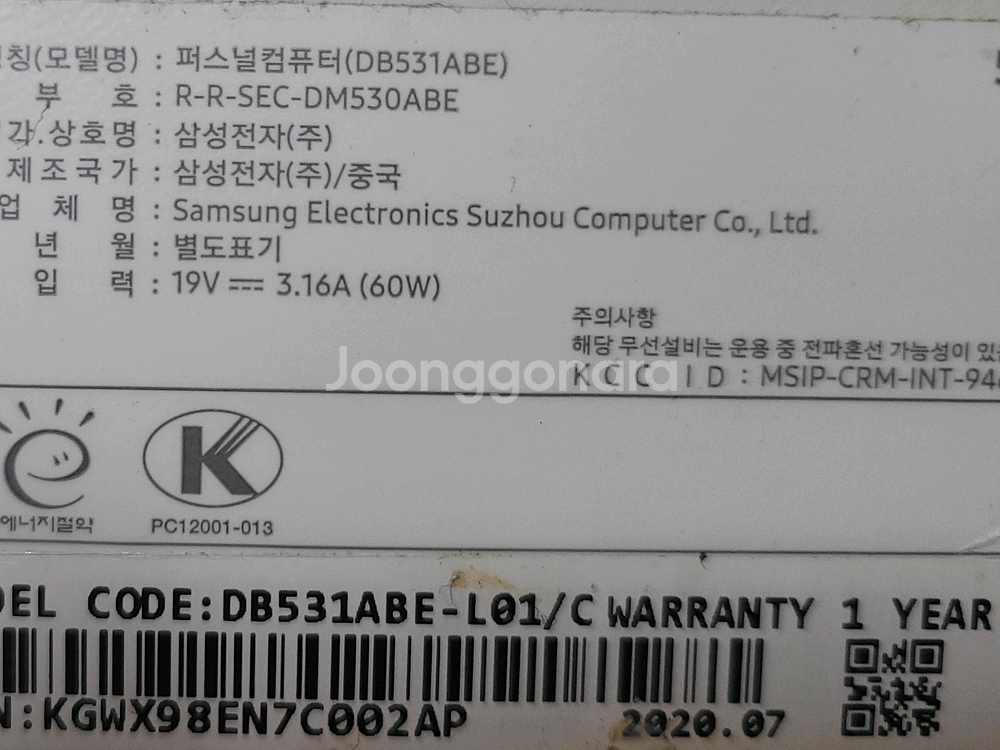 칭(모델명) : 퍼스널컴퓨터(DB531ABE)
부 호 : R-R-SEC-DM530ABE
가.상호명 : 삼성전자(주)
제조국가 : 삼성전자(주)/중국
업 체 명 : Samsung Electronics Suzhou Computer Co., Ltd.
년 월 : 별도표기
입 력 : 19V ⎓ 3.16A (60W)
주의사항
해당 무선설비는 운용 중 전파혼선 가능성이
Joonggonara
KCC ID : MSIP-CRM-INT-94
에너지절약
PC12001-013
DEL CODE:DB531ABE-L01/C WARRANTY 1 YEAR
N:KGWX98EN7C002AP 2020.07